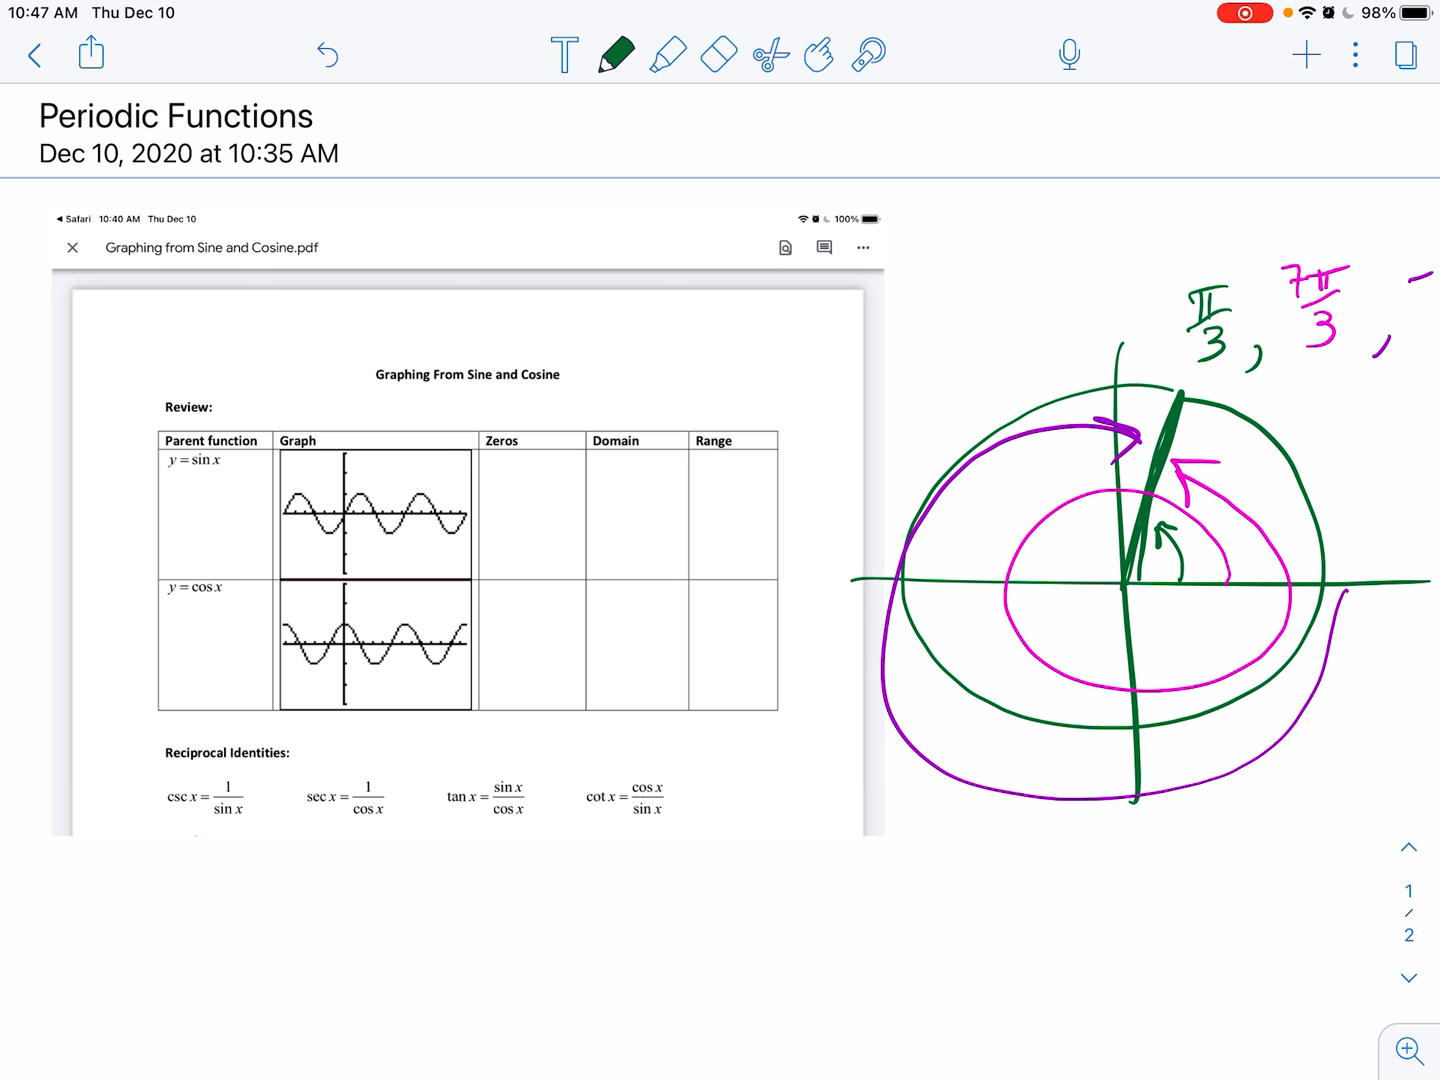 10:47 AM Thu Dec 10
98%
T
Periodic Functions
Dec 10, 2020 at 10:35 AM
◄ Safari 10:40 AM Thu Dec 10
100%
Graphing from Sine and Cosine.pdf
Graphing From Sine and Cosine
Review:
Parent function Graph Zeros Domain Range
y = sin x
y = cos x
Reciprocal Identities:
csc x = 1/sin x sec x = 1/cos x tan x = sin x/cos x cot x = cos x/sin x
π/3, 7π/3, -
1
/
2